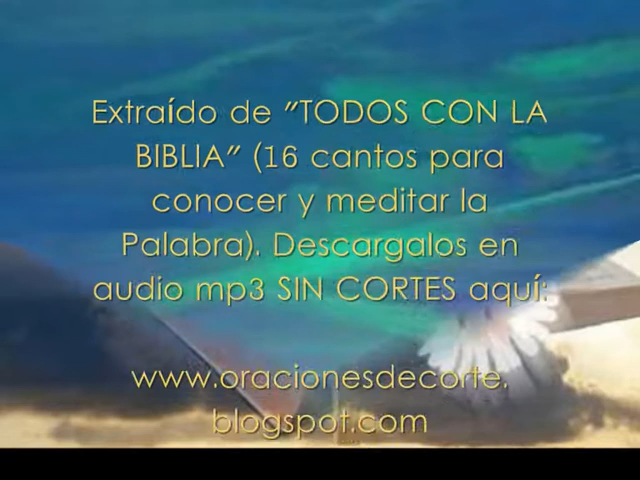 Extraído de "TODOS CON LA
BIBLIA" (16 cantos para
conocer y meditar la
Palabra). Descargalos en
audio mp3 SIN CORTES aquí:
www.oracionesdecorte.
blogspot.com